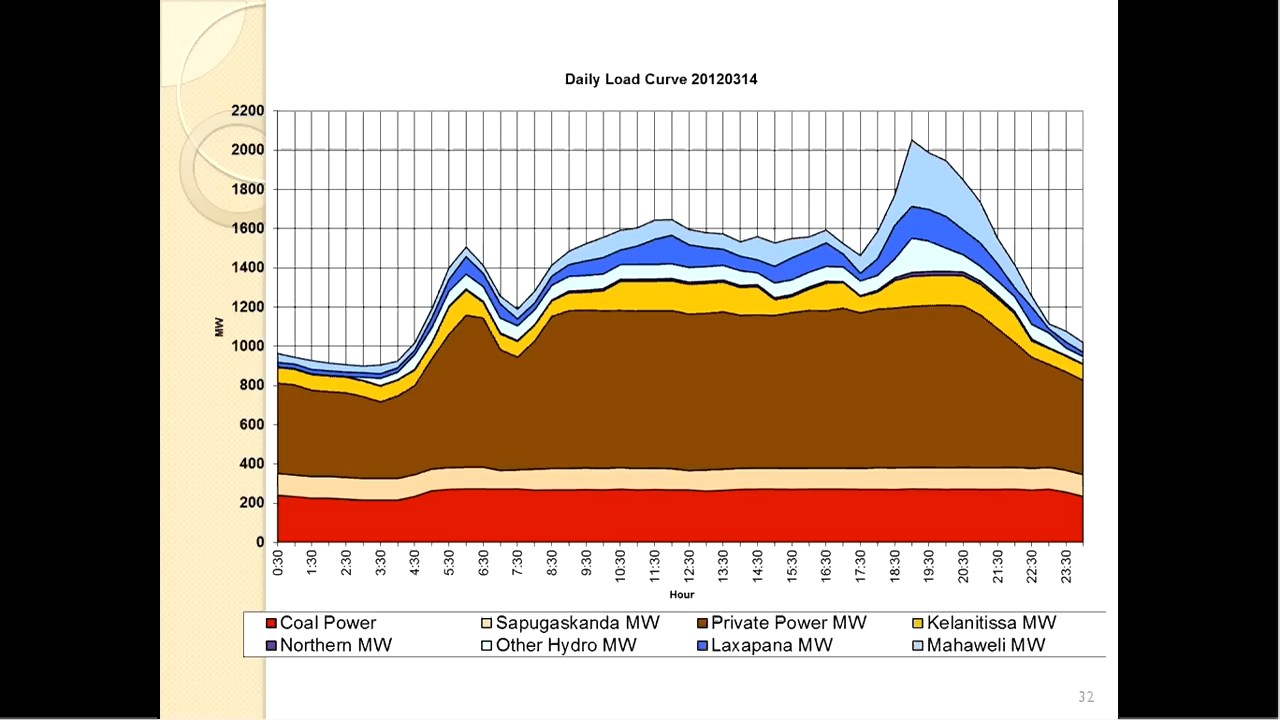 Daily Load Curve 20120314
2200
2000
1800
1600
1400
1200
1000
800
600
400
200
0
MW
0:30 1:30 2:30 3:30 4:30 5:30 6:30 7:30 8:30 9:30 10:30 11:30 12:30 13:30 14:30 15:30 16:30 17:30 18:30 19:30 20:30 21:30 22:30 23:30
Hour
Coal Power Sapugaskanda MW Private Power MW Kelanitissa MW
Northern MW Other Hydro MW Laxapana MW Mahaweli MW
32